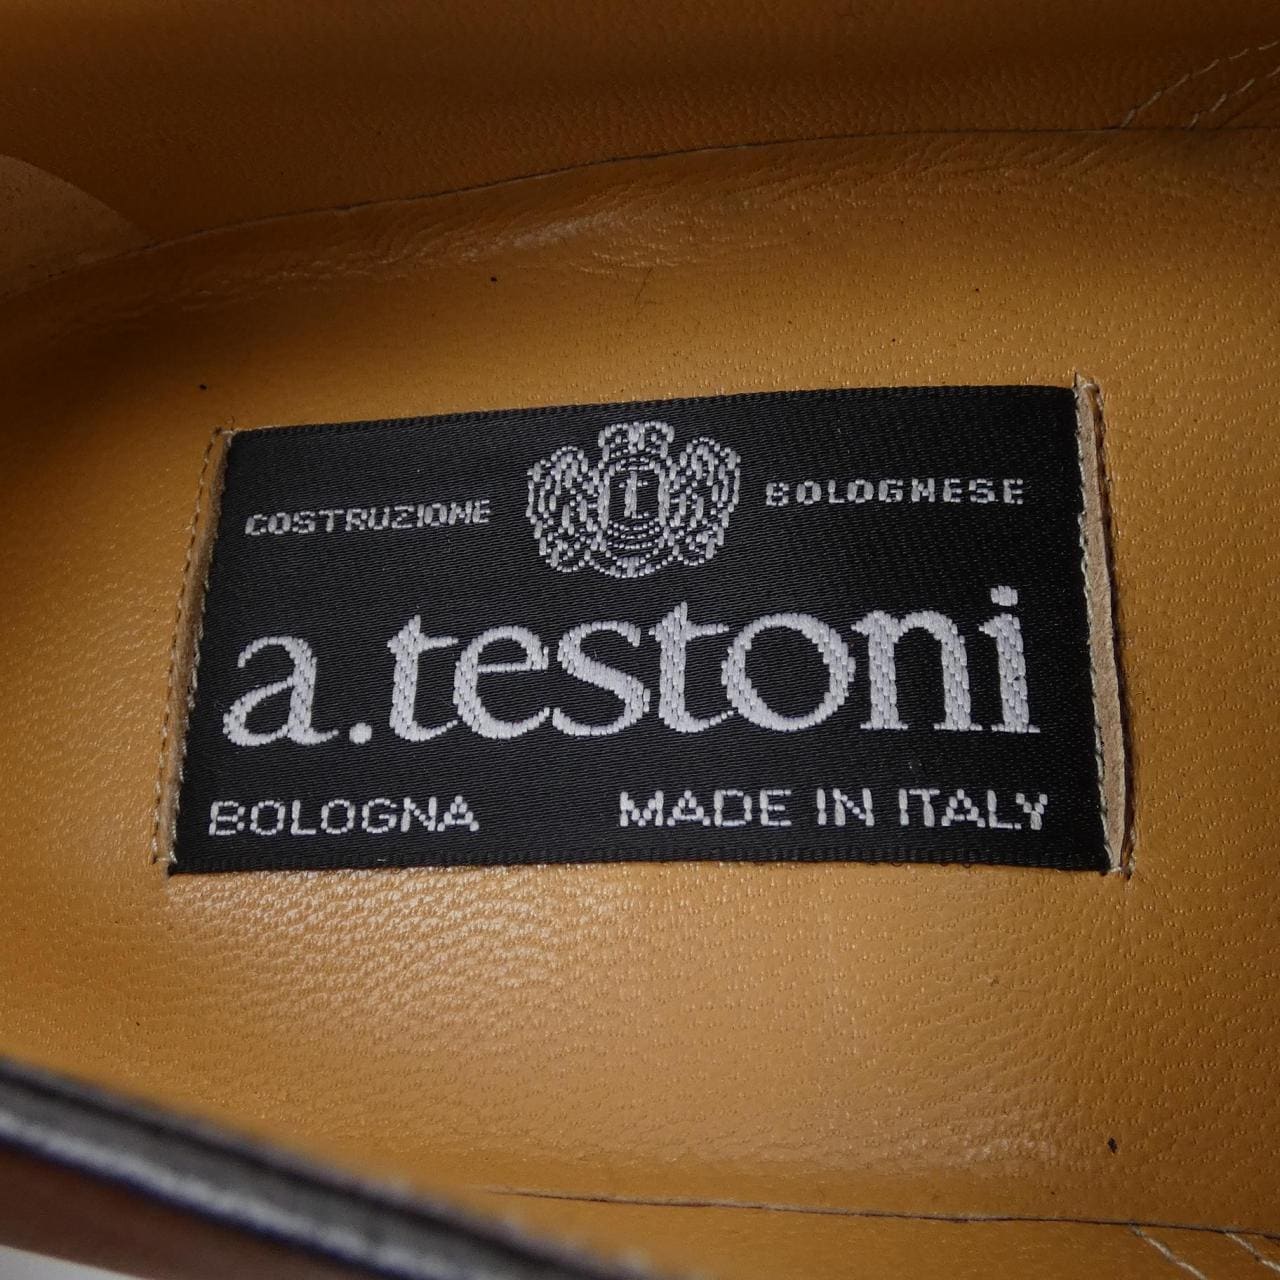 COSTRUZIONE t BOLOGNESE
a.testoni
BOLOGNA MADE IN ITALY